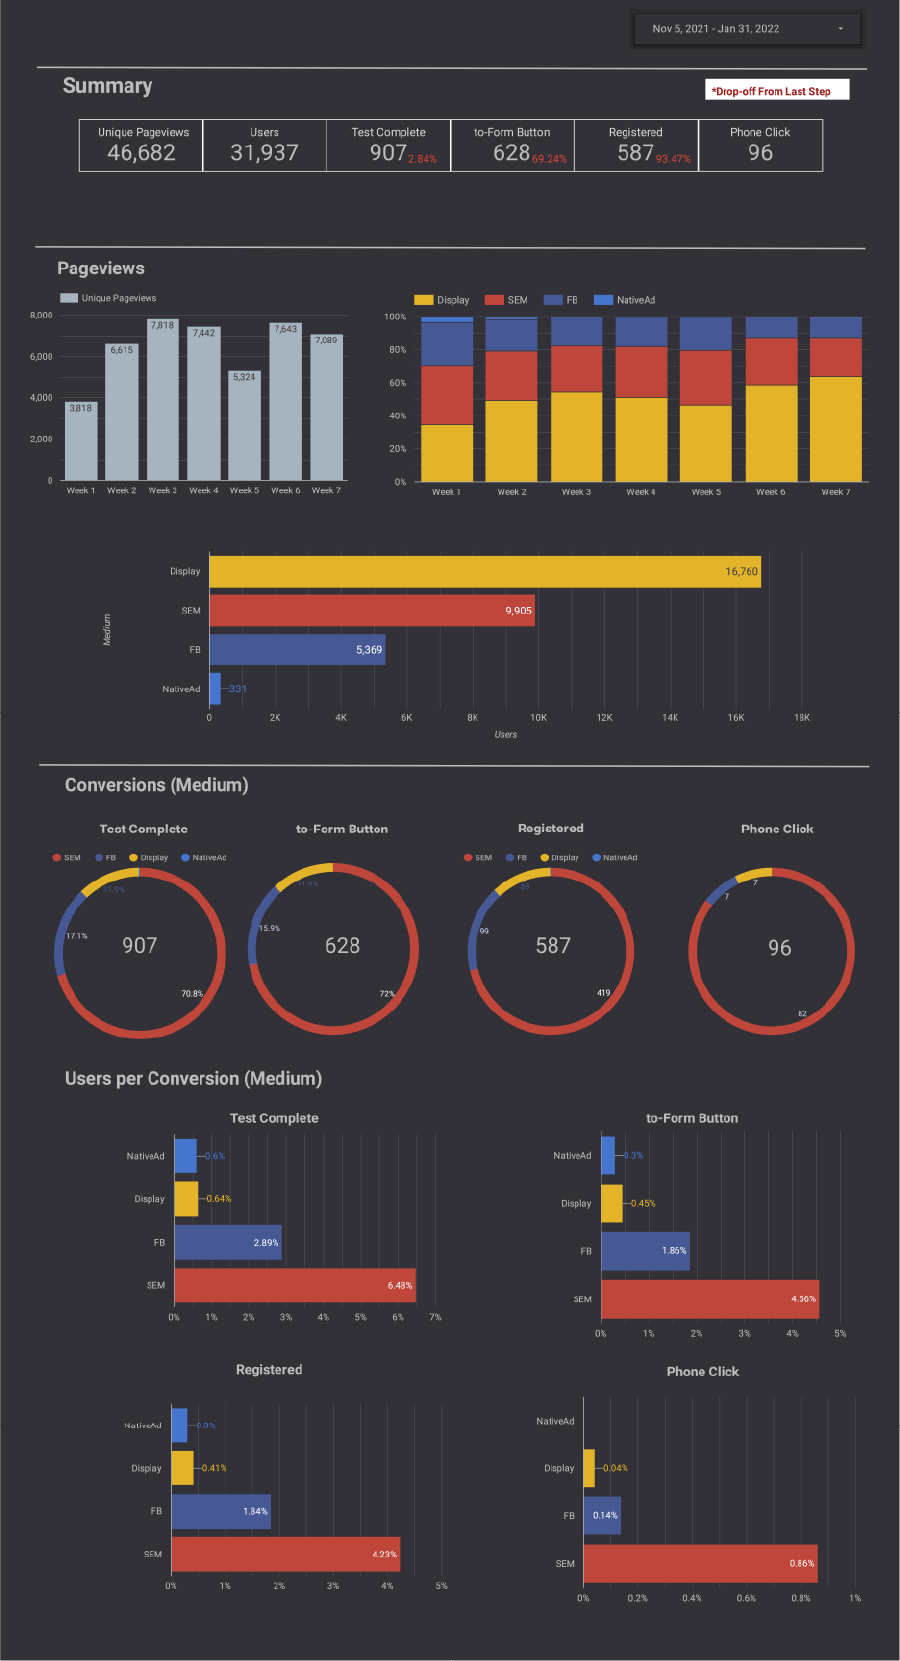 Nov 5, 2021 - Jan 31, 2022
Summary
*Drop-off From Last Step
Unique Pageviews Users Test Complete to-Form Button Registered Phone Click
46,682 31,937 907 2.84% 628 69.24% 587 93.47% 96
Pageviews
Unique Pageviews
8,000
6,000
4,000
2,000
0
3,818 6,615 7,818 7,442 5,324 7,643 7,089
Week 1 Week 2 Week 3 Week 4 Week 5 Week 6 Week 7
Display SEM FB NativeAd
100%
80%
60%
40%
20%
0%
Week 1 Week 2 Week 3 Week 4 Week 5 Week 6 Week 7
Medium
Display 16,760
SEM 9,905
FB 5,369
NativeAd 331
0 2K 4K 6K 8K 10K 12K 14K 16K 18K
Users
Conversions (Medium)
Test Complete
SEM FB Display NativeAd
11.9%
17.1%
907
70.8%
to-Form Button
11.9%
15.9%
628
72%
Registered
SEM FB Display NativeAd
69
99
587
419
Phone Click
7
7
96
82
Users per Conversion (Medium)
Test Complete
NativeAd 0.6%
Display 0.64%
FB 2.89%
SEM 6.48%
0% 1% 2% 3% 4% 5% 6% 7%
to-Form Button
NativeAd 0.3%
Display 0.45%
FB 1.86%
SEM 4.56%
0% 1% 2% 3% 4% 5%
Registered
NativeAd
Display 0.41%
FB 1.84%
SEM 4.23%
0% 1% 2% 3% 4% 5%
Phone Click
NativeAd
Display 0.04%
FB 0.14%
SEM 0.86%
0% 0.2% 0.4% 0.6% 0.8% 1%